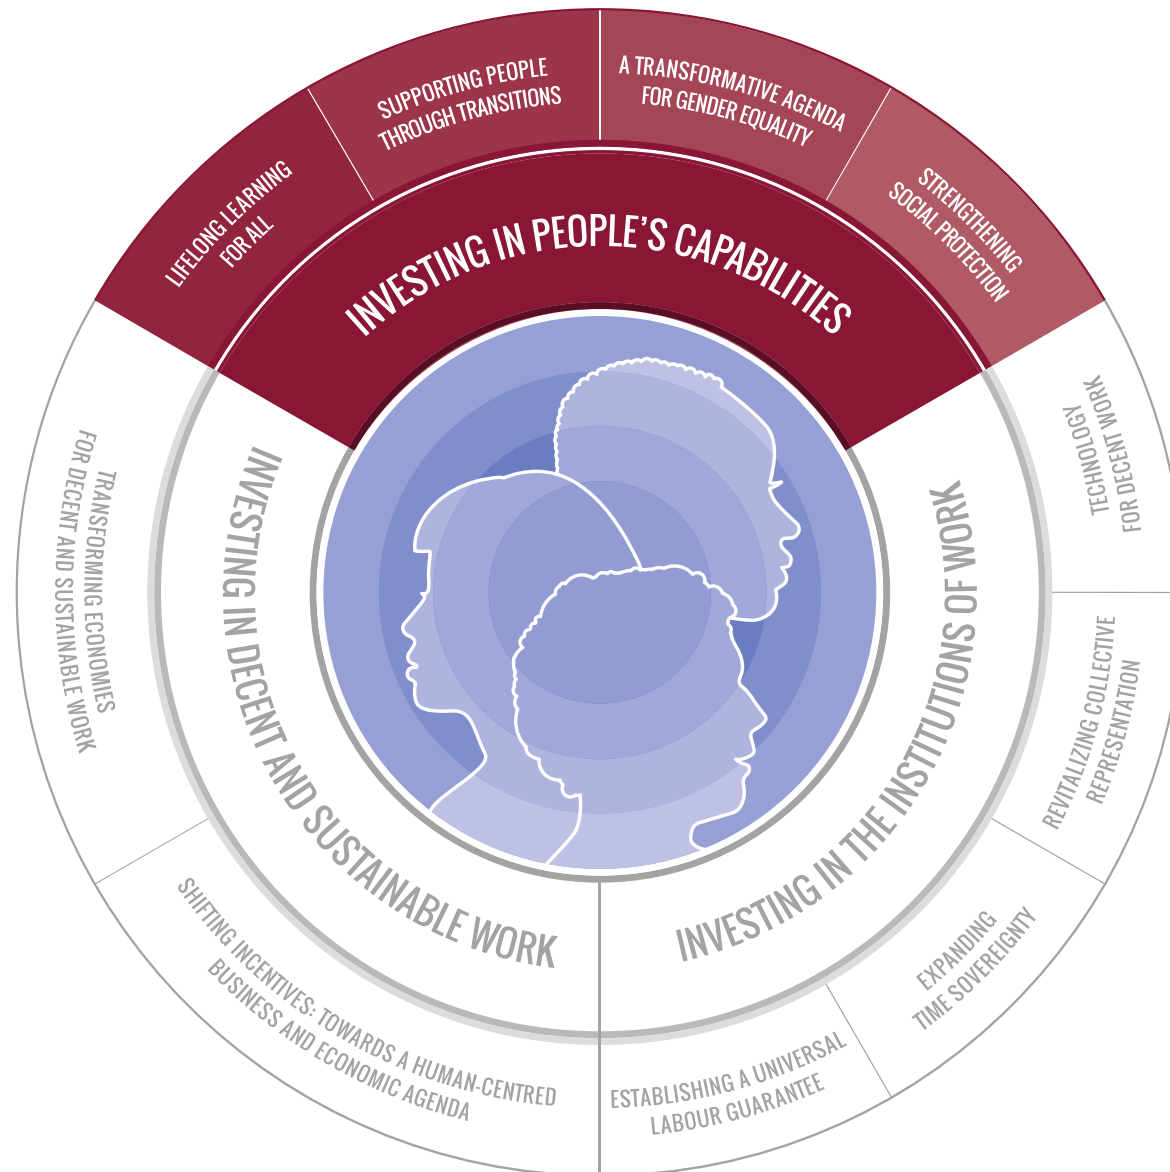 SUPPORTING PEOPLE
THROUGH TRANSITIONS
A TRANSFORMATIVE AGENDA
FOR GENDER EQUALITY
LIFELONG LEARNING
FOR ALL
STRENGTHENING
SOCIAL PROTECTION
INVESTING IN PEOPLE'S CAPABILITIES
TECHNOLOGY
FOR DECENT WORK
REVITALIZING COLLECTIVE
REPRESENTATION
EXPANDING
TIME SOVEREIGNTY
ESTABLISHING A UNIVERSAL
LABOUR GUARANTEE
INVESTING IN THE INSTITUTIONS OF WORK
TRANSFORMING ECONOMIES
FOR DECENT AND SUSTAINABLE WORK
SHIFTING INCENTIVES: TOWARDS A HUMAN-CENTRED
BUSINESS AND ECONOMIC AGENDA
INVESTING IN DECENT AND SUSTAINABLE WORK